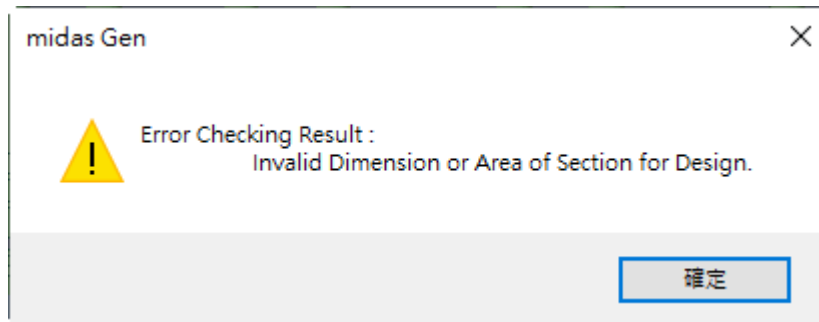 midas Gen
Error Checking Result :
Invalid Dimension or Area of Section for Design.
確定